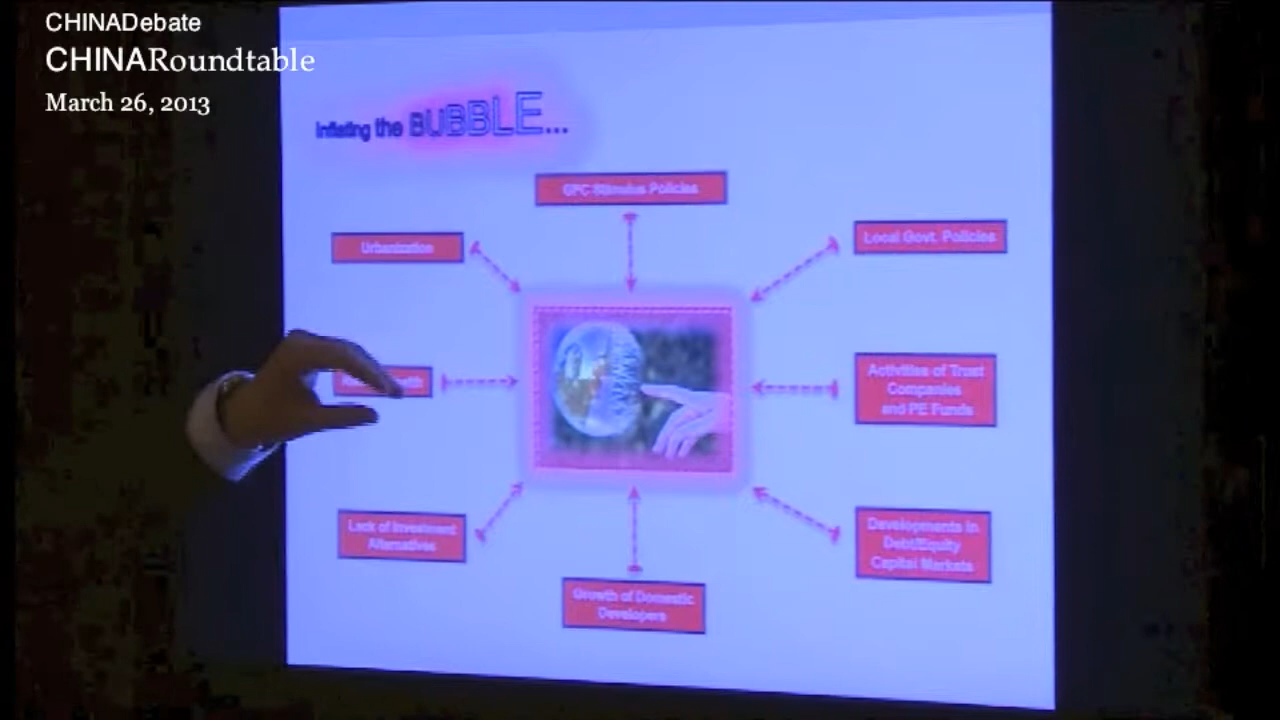 CHINADebate
CHINARoundtable
March 26, 2013
Inflating the BUBBLE...
GFC Stimulus Policies
Urbanization
Local Govt. Policies
Activities of Trust
Companies
and PE Funds
Lack of Investment
Alternatives
Developments in
Debt/Equity
Capital Markets
Growth of Domestic
Developers